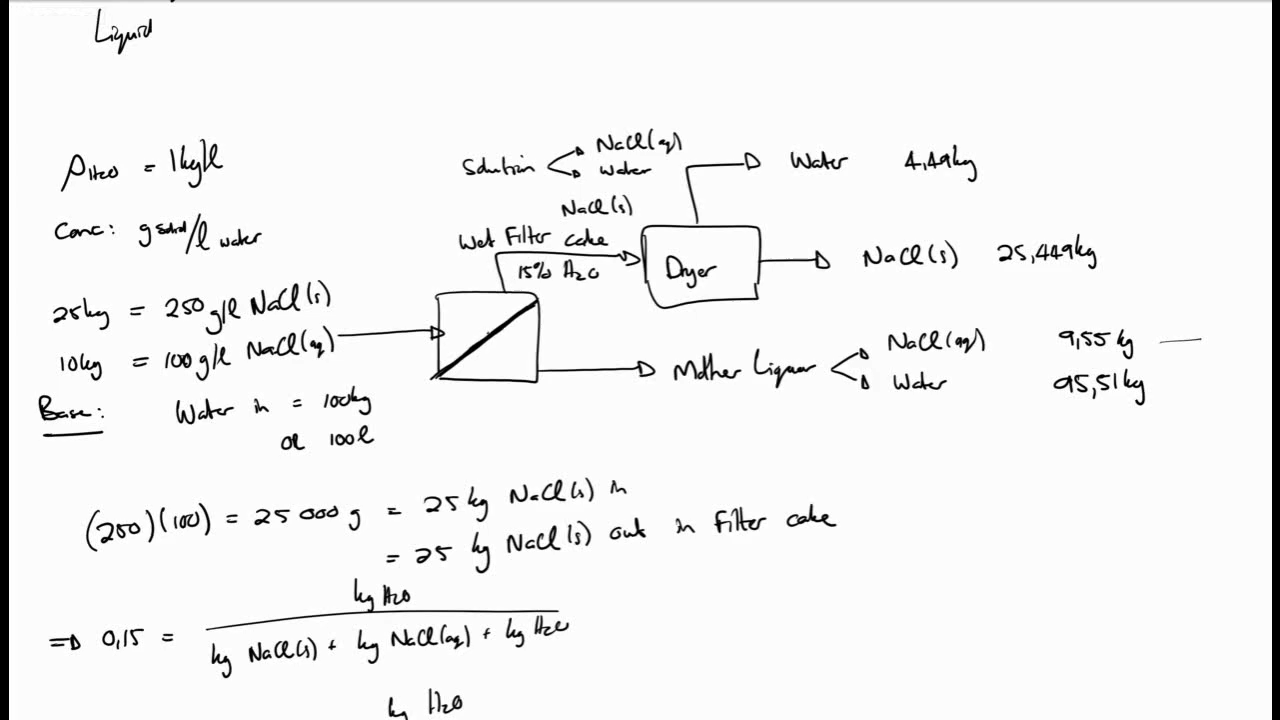 Liquid
ρH2O = 1kg/l
Conc: g solid/l water
25kg = 250 g/l NaCl(s)
10kg = 100 g/l NaCl(aq)
Base: Water in = 100kg
OR 100l
Solution NaCl(aq)
Water
NaCl(s)
Wet Filter cake
15% H2O
Dryer
Water 4,49kg
NaCl(s) 25,449kg
Mother Liquor NaCl(aq) 9,55 kg
Water 95,51kg
(250)(100) = 25 000 g = 25 kg NaCl(s) in
= 25 kg NaCl(s) out in filter cake
⇒ 0,15 = kg H2O
kg NaCl(s) + kg NaCl(aq) + kg H2O
kg H2O